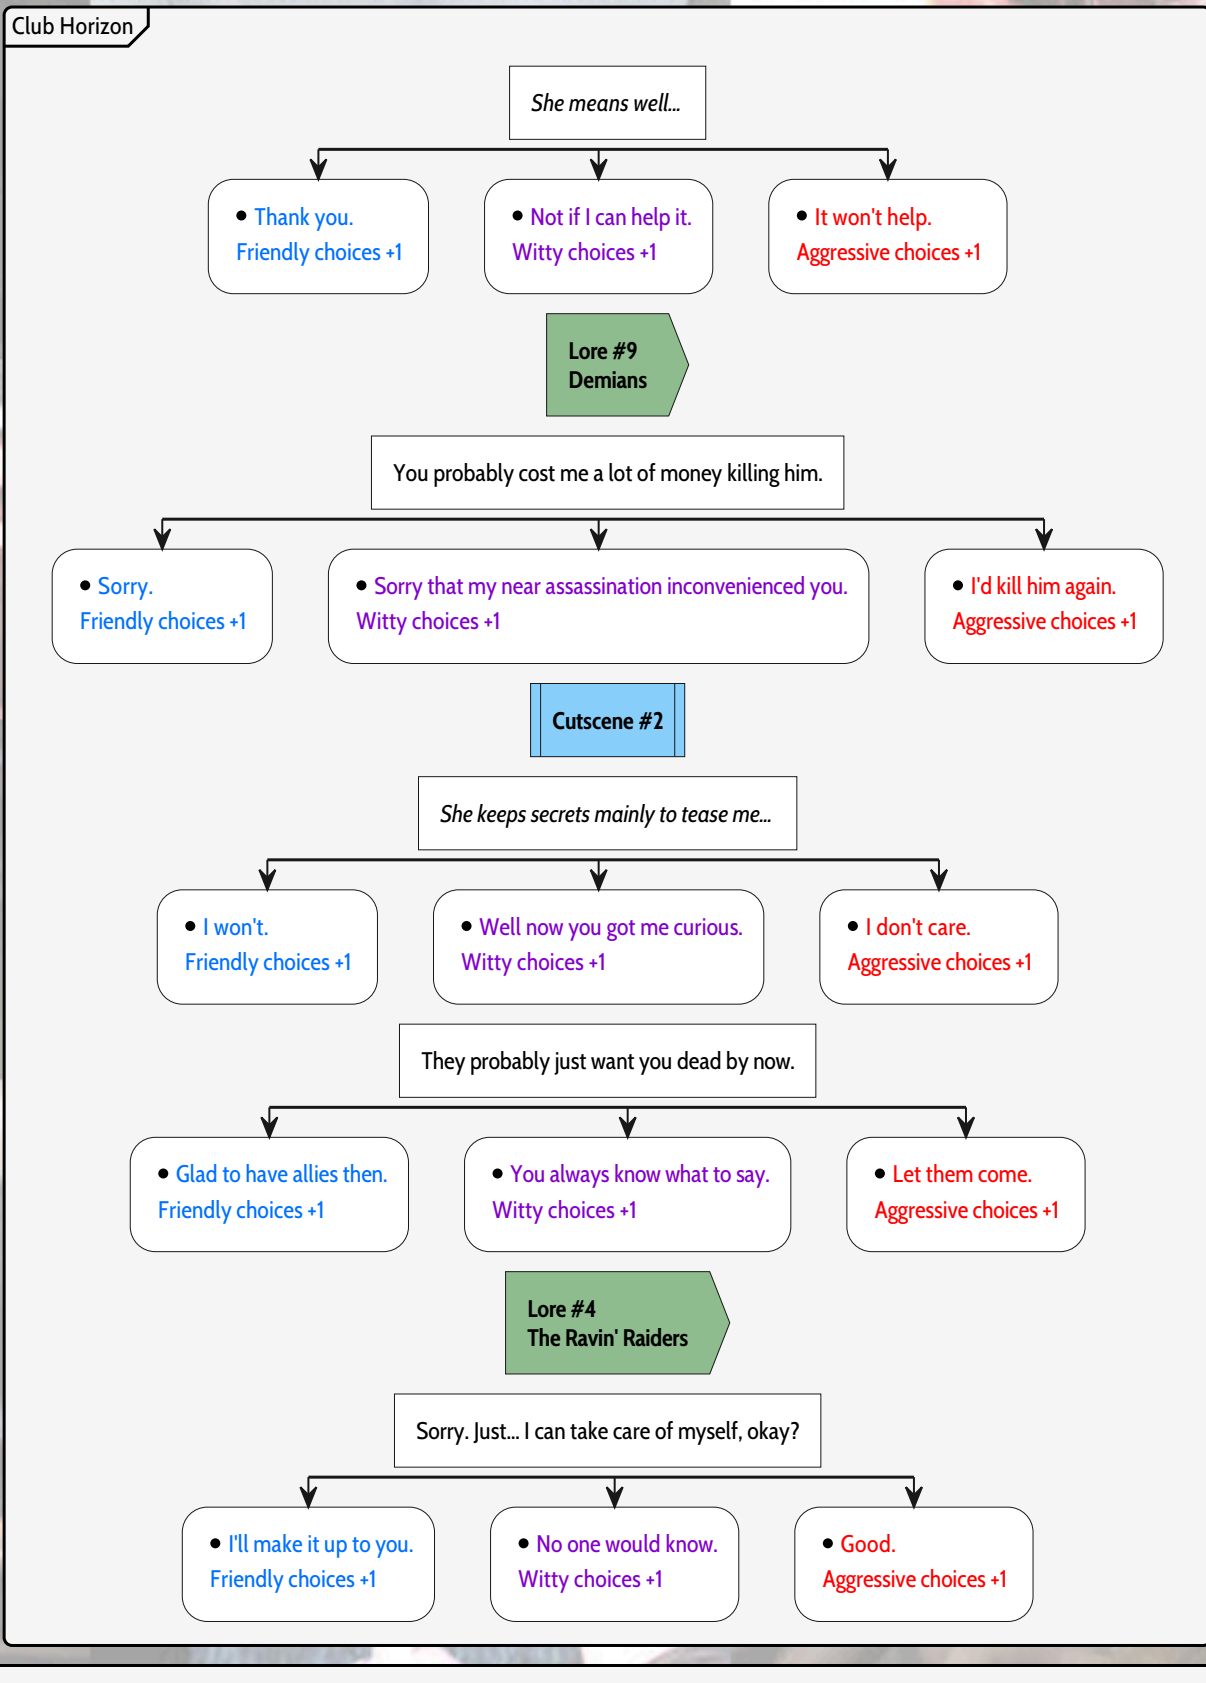 Club Horizon
She means well...
• Thank you.
Friendly choices +1
• Not if I can help it.
Witty choices +1
• It won't help.
Aggressive choices +1
Lore #9
Demians
You probably cost me a lot of money killing him.
• Sorry.
Friendly choices +1
• Sorry that my near assassination inconvenienced you.
Witty choices +1
• I'd kill him again.
Aggressive choices +1
Cutscene #2
She keeps secrets mainly to tease me...
• I won't.
Friendly choices +1
• Well now you got me curious.
Witty choices +1
• I don't care.
Aggressive choices +1
They probably just want you dead by now.
• Glad to have allies then.
Friendly choices +1
• You always know what to say.
Witty choices +1
• Let them come.
Aggressive choices +1
Lore #4
The Ravin' Raiders
Sorry. Just... I can take care of myself, okay?
• I'll make it up to you.
Friendly choices +1
• No one would know.
Witty choices +1
• Good.
Aggressive choices +1